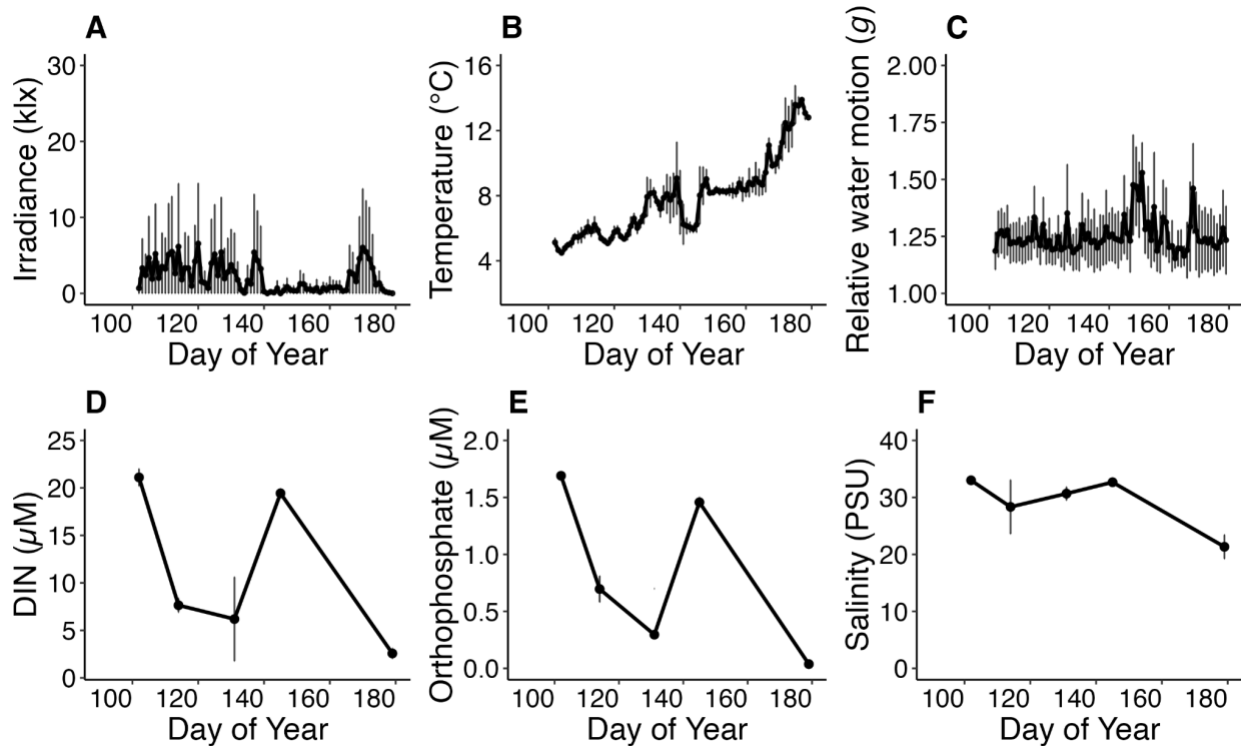 A
Irradiance (klx)
30
20
10
0
100 120 140 160 180
Day of Year
B
Temperature (°C)
16
12
8
4
100 120 140 160 180
Day of Year
C
Relative water motion (g)
2.00
1.75
1.50
1.25
1.00
100 120 140 160 180
Day of Year
D
DIN (µM)
25
20
15
10
5
0
100 120 140 160 180
Day of Year
E
Orthophosphate (µM)
2.0
1.5
1.0
0.5
0.0
100 120 140 160 180
Day of Year
F
Salinity (PSU)
40
30
20
10
0
100 120 140 160 180
Day of Year